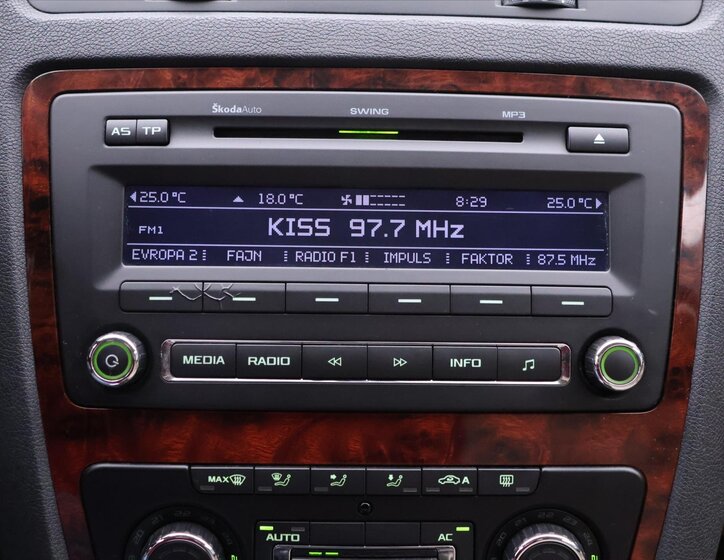 ŠkodaAuto SWING MP3
AS TP
25.0 °C 18.0 °C 8:29 25.0 °C
FM1 KISS 97.7 MHz
EVROPA 2 FAJN RADIO F1 IMPULS FAKTOR 87.5 MHz
MEDIA RADIO INFO
MAX A
AUTO AC